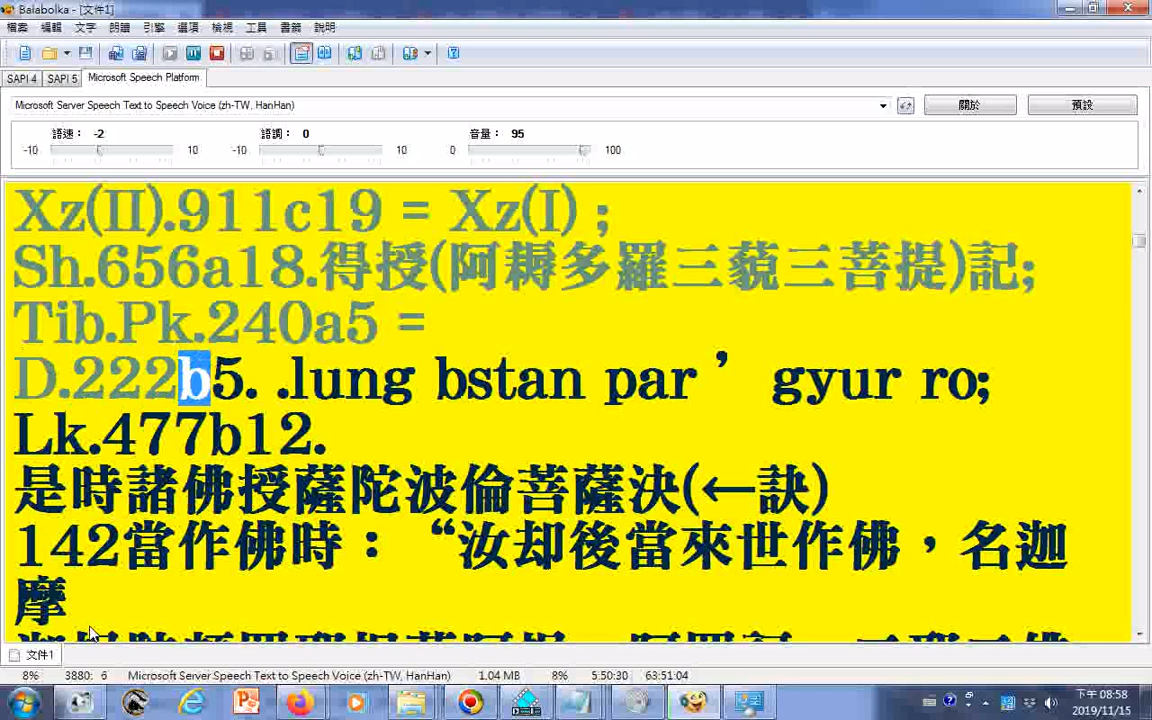 Balabolka - [文件1]
檔案 編輯 文字 朗讀 引擎 選項 檢視 工具 書籤 說明
SAPI 4 SAPI 5 Microsoft Speech Platform
Microsoft Server Speech Text to Speech Voice (zh-TW, HanHan) 關於 預設
語速： -2 語調： 0 音量： 95
-10 10 -10 10 0 100
Xz(II).911c19 = Xz(I) ;
Sh.656a18.得授(阿耨多羅三藐三菩提)記;
Tib.Pk.240a5 =
D.222b5. .lung bstan par ’ gyur ro;
Lk.477b12.
是時諸佛授薩陀波倫菩薩決(←訣)
142當作佛時：“汝却後當來世作佛，名迦
摩
文件1
8% 3880: 6 Microsoft Server Speech Text to Speech Voice (zh-TW, HanHan) 1.04 MB 8% 5:50:30 63:51:04
下午 08:58
2019/11/15